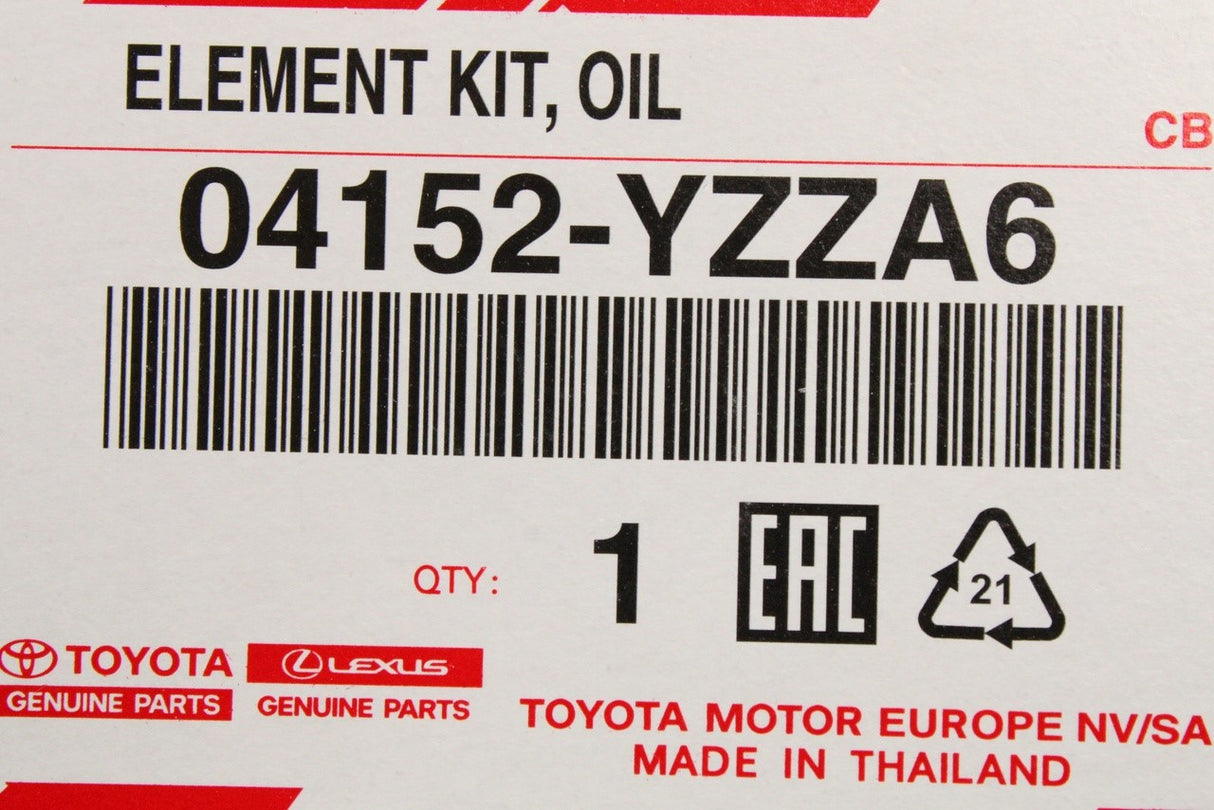 ELEMENT KIT, OIL
CB
04152-YZZA6
QTY: 1
EAC
21
TOYOTA
GENUINE PARTS
LEXUS
GENUINE PARTS
TOYOTA MOTOR EUROPE NV/SA
MADE IN THAILAND